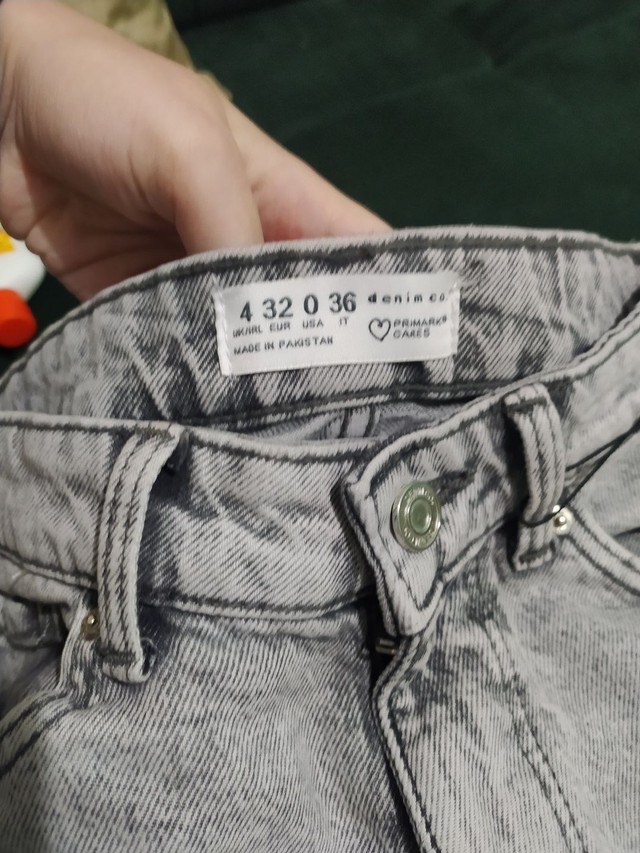 4 32 0 36 denim co.
UK/IRL EUR USA IT
PRIMARK®
CARES
MADE IN PAKISTAN